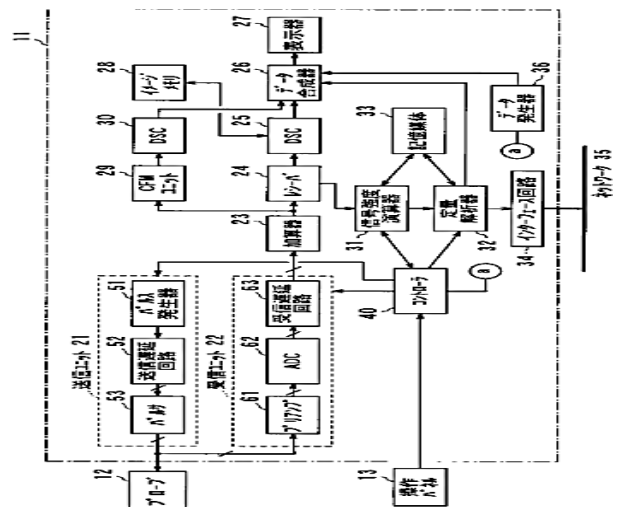 11
プローブ
12
送信ユニット 21
パルサ
53
送信遅延
回路
52
パルス
発生器
51
受信ユニット 22
プリアンプ
61
ADC
62
受信遅延
回路
63
加算器
23
レシーバ
24
DSC
25
データ
合成器
26
表示器
27
イメージ
メモリ
28
CFM
ユニット
29
DSC
30
信号強度
演算器
31
定量
解析器
32
記憶媒体
33
インターフェース回路
34
ネットワーク 35
データ
発生器
36
a
コントローラ
40
a
操作
パネル
13